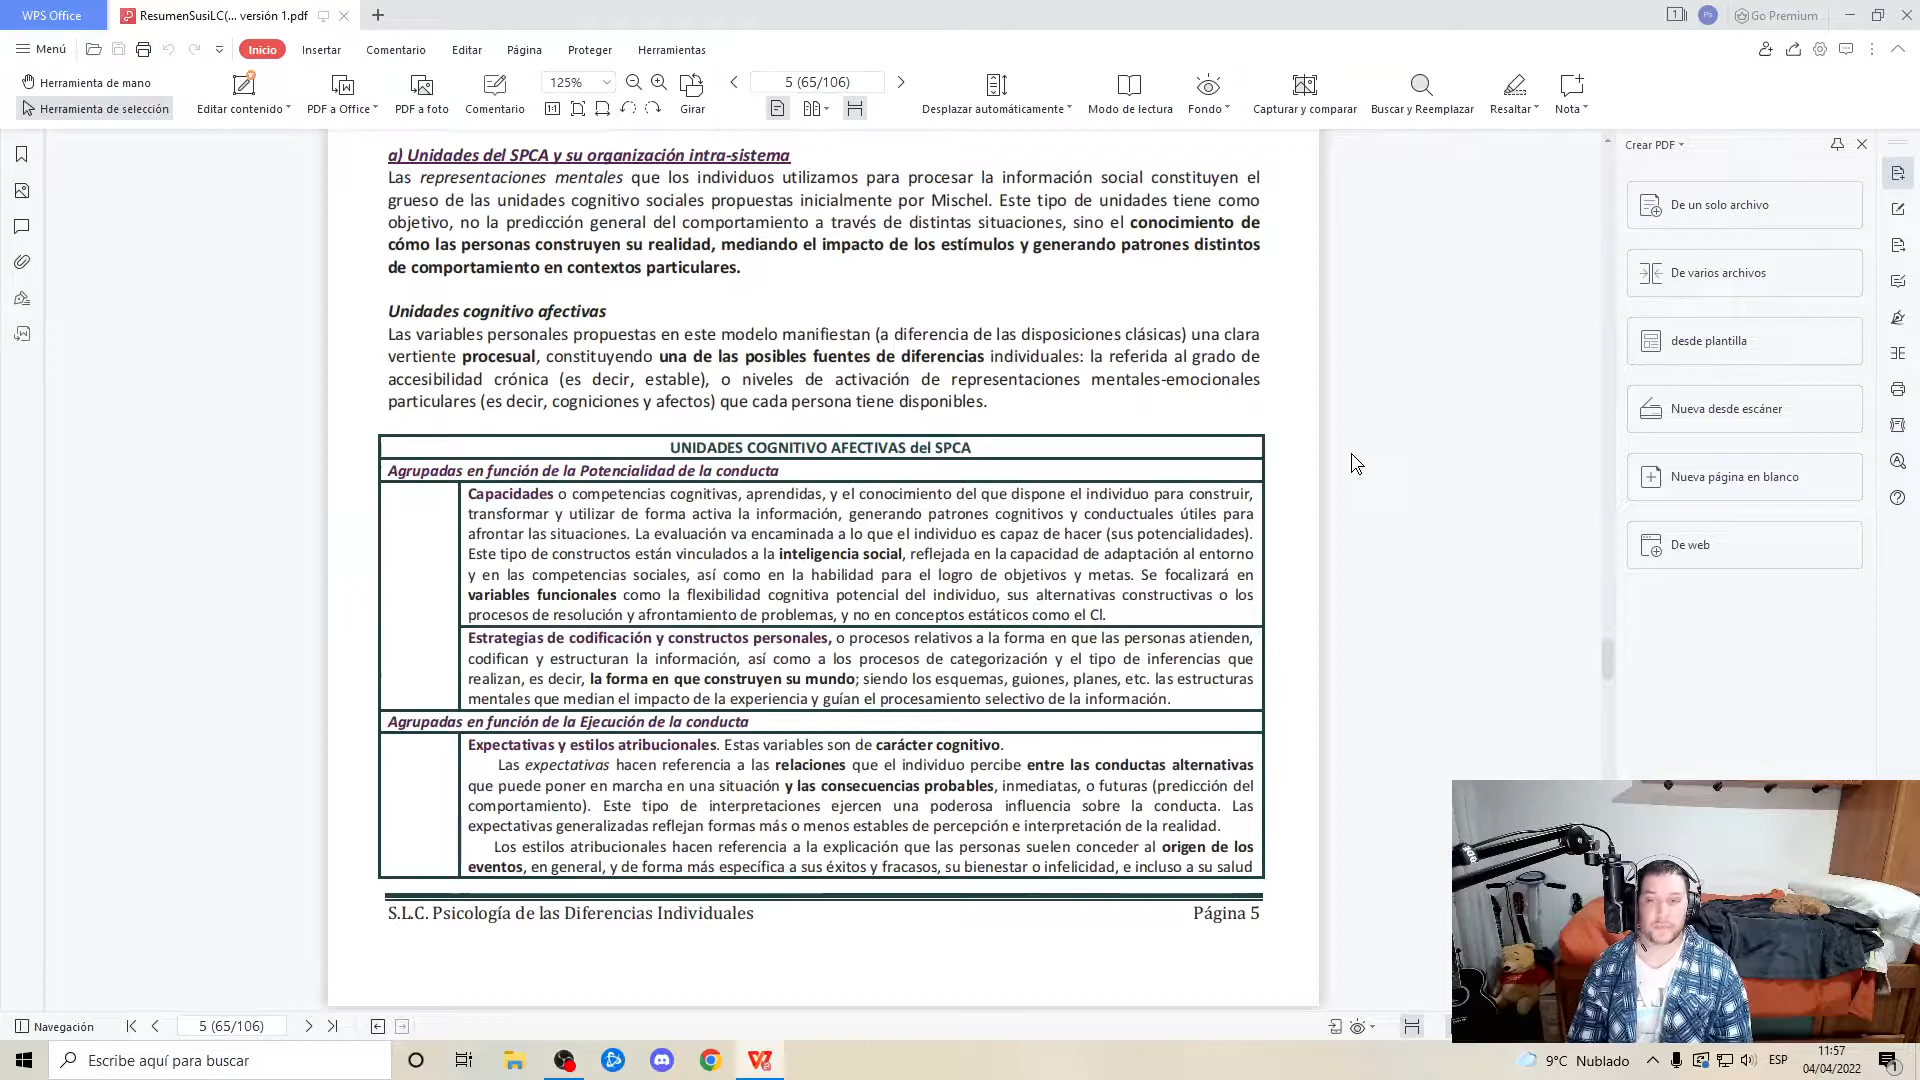 WPS Office
ResumenSusiLC(... versión 1.pdf
Go Premium
Menú
Inicio
Insertar
Comentario
Editar
Página
Proteger
Herramientas
Herramienta de mano
Herramienta de selección
Editar contenido
PDF a Office
PDF a foto
Comentario
125%
Girar
5 (65/106)
Desplazar automáticamente
Modo de lectura
Fondo
Capturar y comparar
Buscar y Reemplazar
Resaltar
Nota
a) Unidades del SPCA y su organización intra-sistema
Las representaciones mentales que los individuos utilizamos para procesar la información social constituyen el
grueso de las unidades cognitivo sociales propuestas inicialmente por Mischel. Este tipo de unidades tiene como
objetivo, no la predicción general del comportamiento a través de distintas situaciones, sino el conocimiento de
cómo las personas construyen su realidad, mediando el impacto de los estímulos y generando patrones distintos
de comportamiento en contextos particulares.
Unidades cognitivo afectivas
Las variables personales propuestas en este modelo manifiestan (a diferencia de las disposiciones clásicas) una clara
vertiente procesual, constituyendo una de las posibles fuentes de diferencias individuales: la referida al grado de
accesibilidad crónica (es decir, estable), o niveles de activación de representaciones mentales-emocionales
particulares (es decir, cogniciones y afectos) que cada persona tiene disponibles.
UNIDADES COGNITIVO AFECTIVAS del SPCA
Agrupadas en función de la Potencialidad de la conducta
Capacidades o competencias cognitivas, aprendidas, y el conocimiento del que dispone el individuo para construir,
transformar y utilizar de forma activa la información, generando patrones cognitivos y conductuales útiles para
afrontar las situaciones. La evaluación va encaminada a lo que el individuo es capaz de hacer (sus potencialidades).
Este tipo de constructos están vinculados a la inteligencia social, reflejada en la capacidad de adaptación al entorno
y en las competencias sociales, así como en la habilidad para el logro de objetivos y metas. Se focalizará en
variables funcionales como la flexibilidad cognitiva potencial del individuo, sus alternativas constructivas o los
procesos de resolución y afrontamiento de problemas, y no en conceptos estáticos como el CI.
Estrategias de codificación y constructos personales, o procesos relativos a la forma en que las personas atienden,
codifican y estructuran la información, así como a los procesos de categorización y el tipo de inferencias que
realizan, es decir, la forma en que construyen su mundo; siendo los esquemas, guiones, planes, etc. las estructuras
mentales que median el impacto de la experiencia y guían el procesamiento selectivo de la información.
Agrupadas en función de la Ejecución de la conducta
Expectativas y estilos atribucionales. Estas variables son de carácter cognitivo.
Las expectativas hacen referencia a las relaciones que el individuo percibe entre las conductas alternativas
que puede poner en marcha en una situación y las consecuencias probables, inmediatas, o futuras (predicción del
comportamiento). Este tipo de interpretaciones ejercen una poderosa influencia sobre la conducta. Las
expectativas generalizadas reflejan formas más o menos estables de percepción e interpretación de la realidad.
Los estilos atribucionales hacen referencia a la explicación que las personas suelen conceder al origen de los
eventos, en general, y de forma más específica a sus éxitos y fracasos, su bienestar o infelicidad, e incluso a su salud
S.L.C. Psicología de las Diferencias Individuales
Página 5
Crear PDF
De un solo archivo
De varios archivos
desde plantilla
Nueva desde escáner
Nueva página en blanco
De web
Navegación
5 (65/106)
Escribe aquí para buscar
9°C Nublado
ESP
11:57
04/04/2022